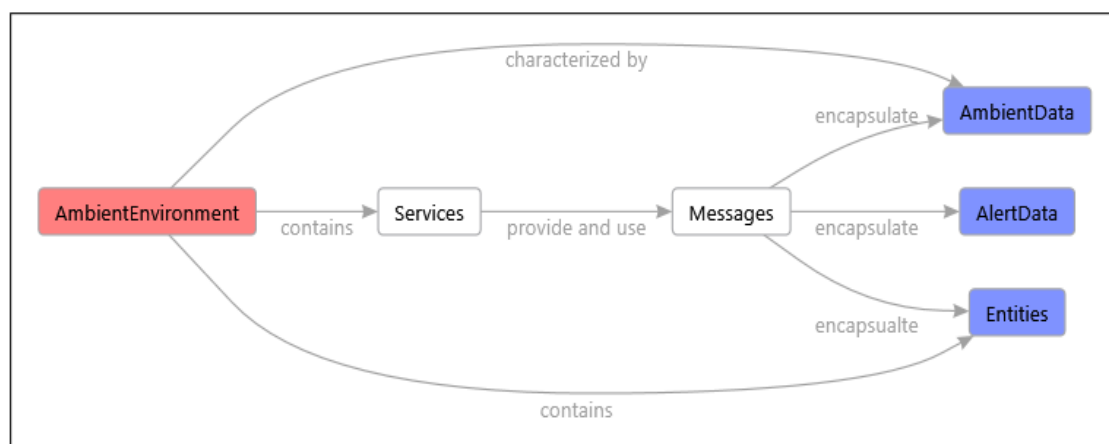 characterized by
AmbientData
encapsulate
AmbientEnvironment
contains
Services
provide and use
Messages
encapsulate
AlertData
Entities
encapsualte
contains